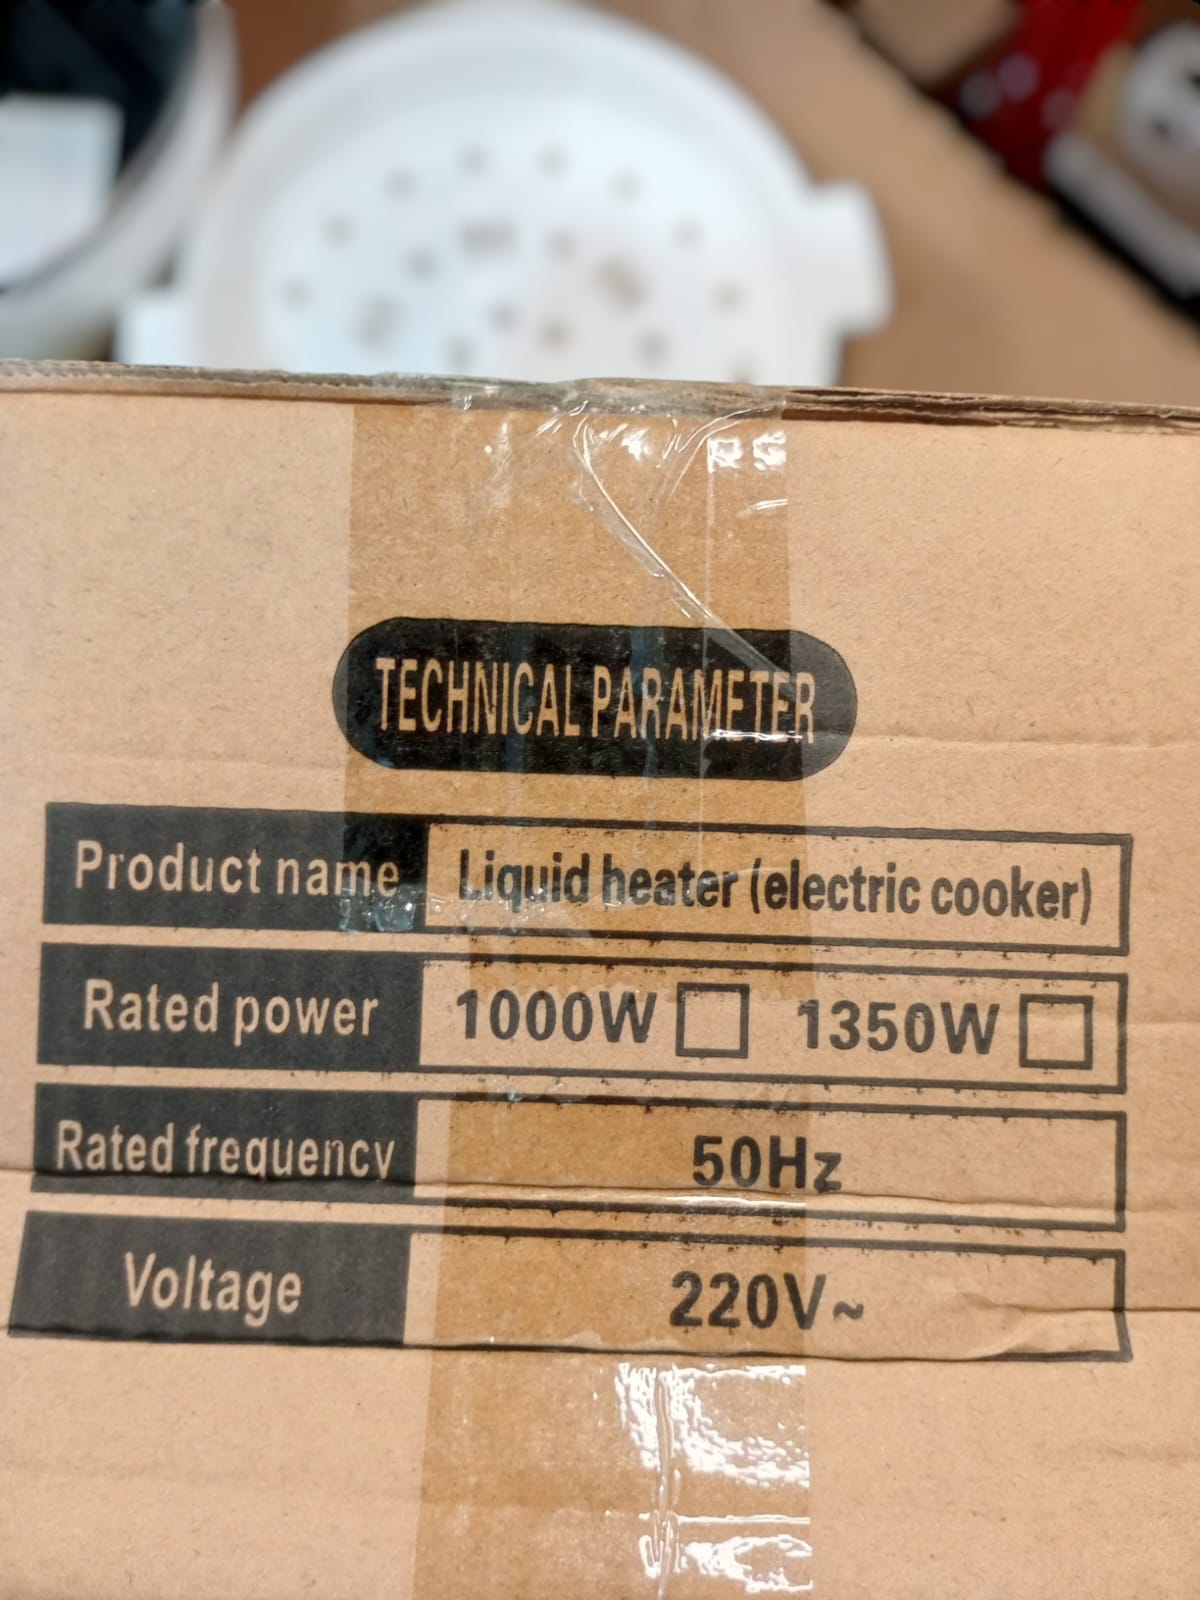 TECHNICAL PARAMETER
Product name Liquid heater (electric cooker)
Rated power 1000W 1350W
Rated frequency 50Hz
Voltage 220V~